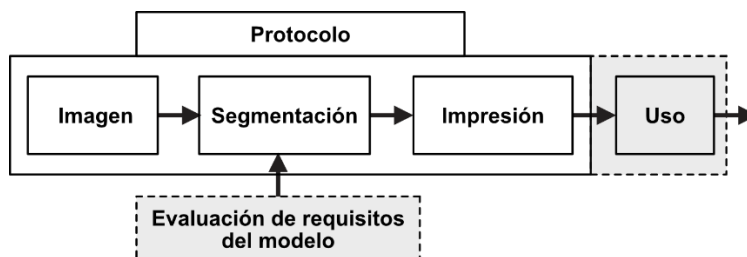 Protocolo
Imagen
Segmentación
Impresión
Uso
Evaluación de requisitos
del modelo